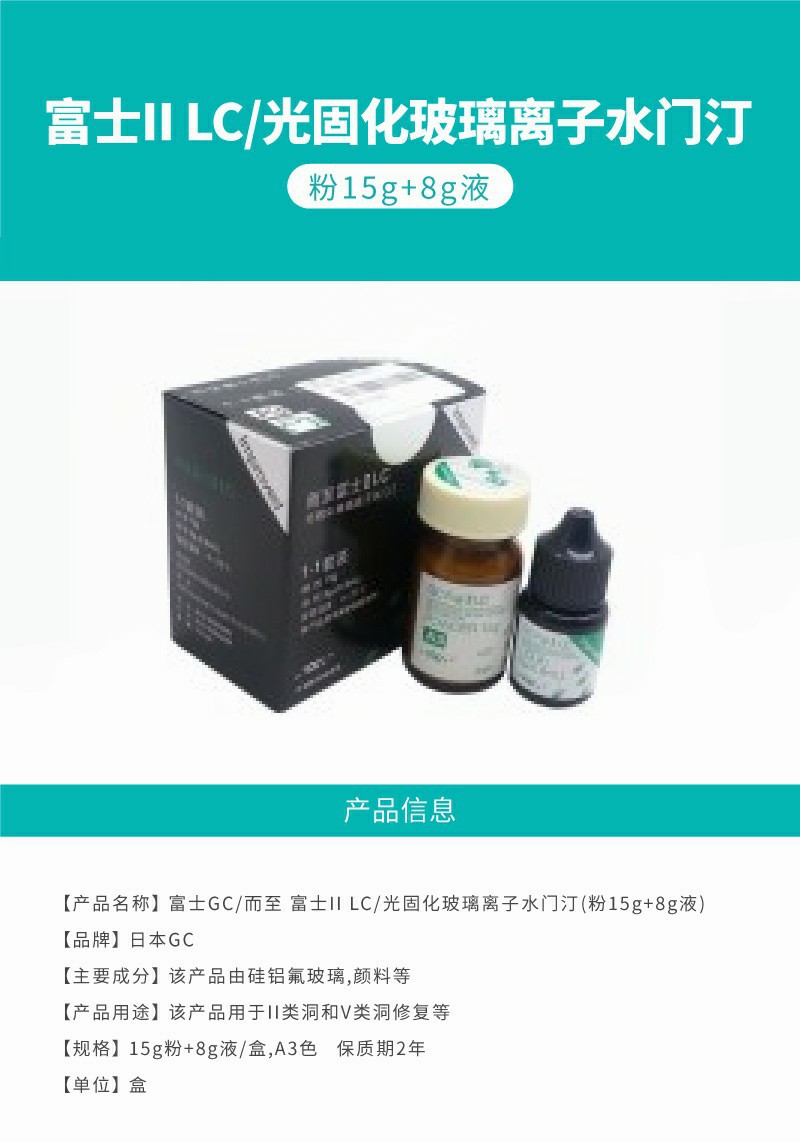 富士II LC/光固化玻璃离子水门汀
粉15g+8g液
Improved
1-1套装
A3
产品信息
【产品名称】富士GC/而至 富士II LC/光固化玻璃离子水门汀(粉15g+8g液)
【品牌】日本GC
【主要成分】该产品由硅铝氟玻璃,颜料等
【产品用途】该产品用于II类洞和V类洞修复等
【规格】15g粉+8g液/盒,A3色 保质期2年
【单位】盒